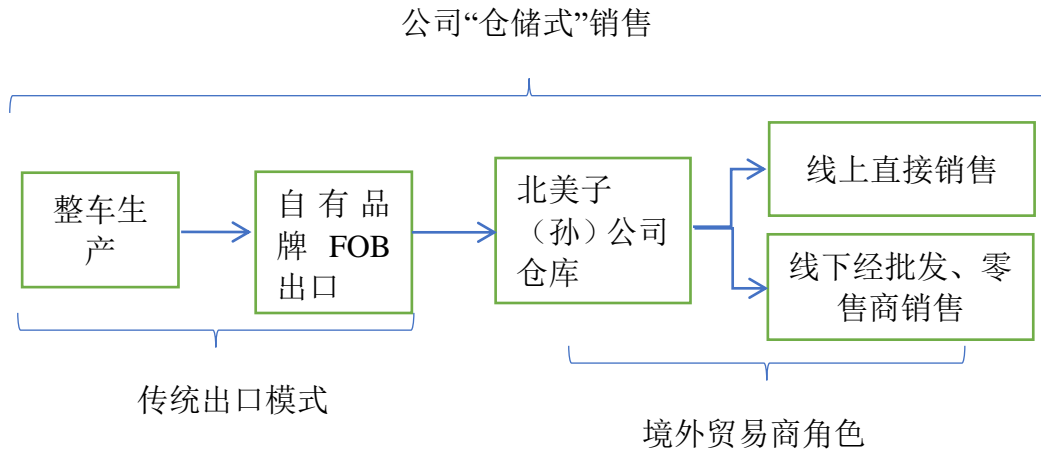 公司“仓储式”销售
整车生
产
自有品
牌 FOB
出口
北美子
（孙）公司
仓库
线上直接销售
线下经批发、零
售商销售
传统出口模式
境外贸易商角色